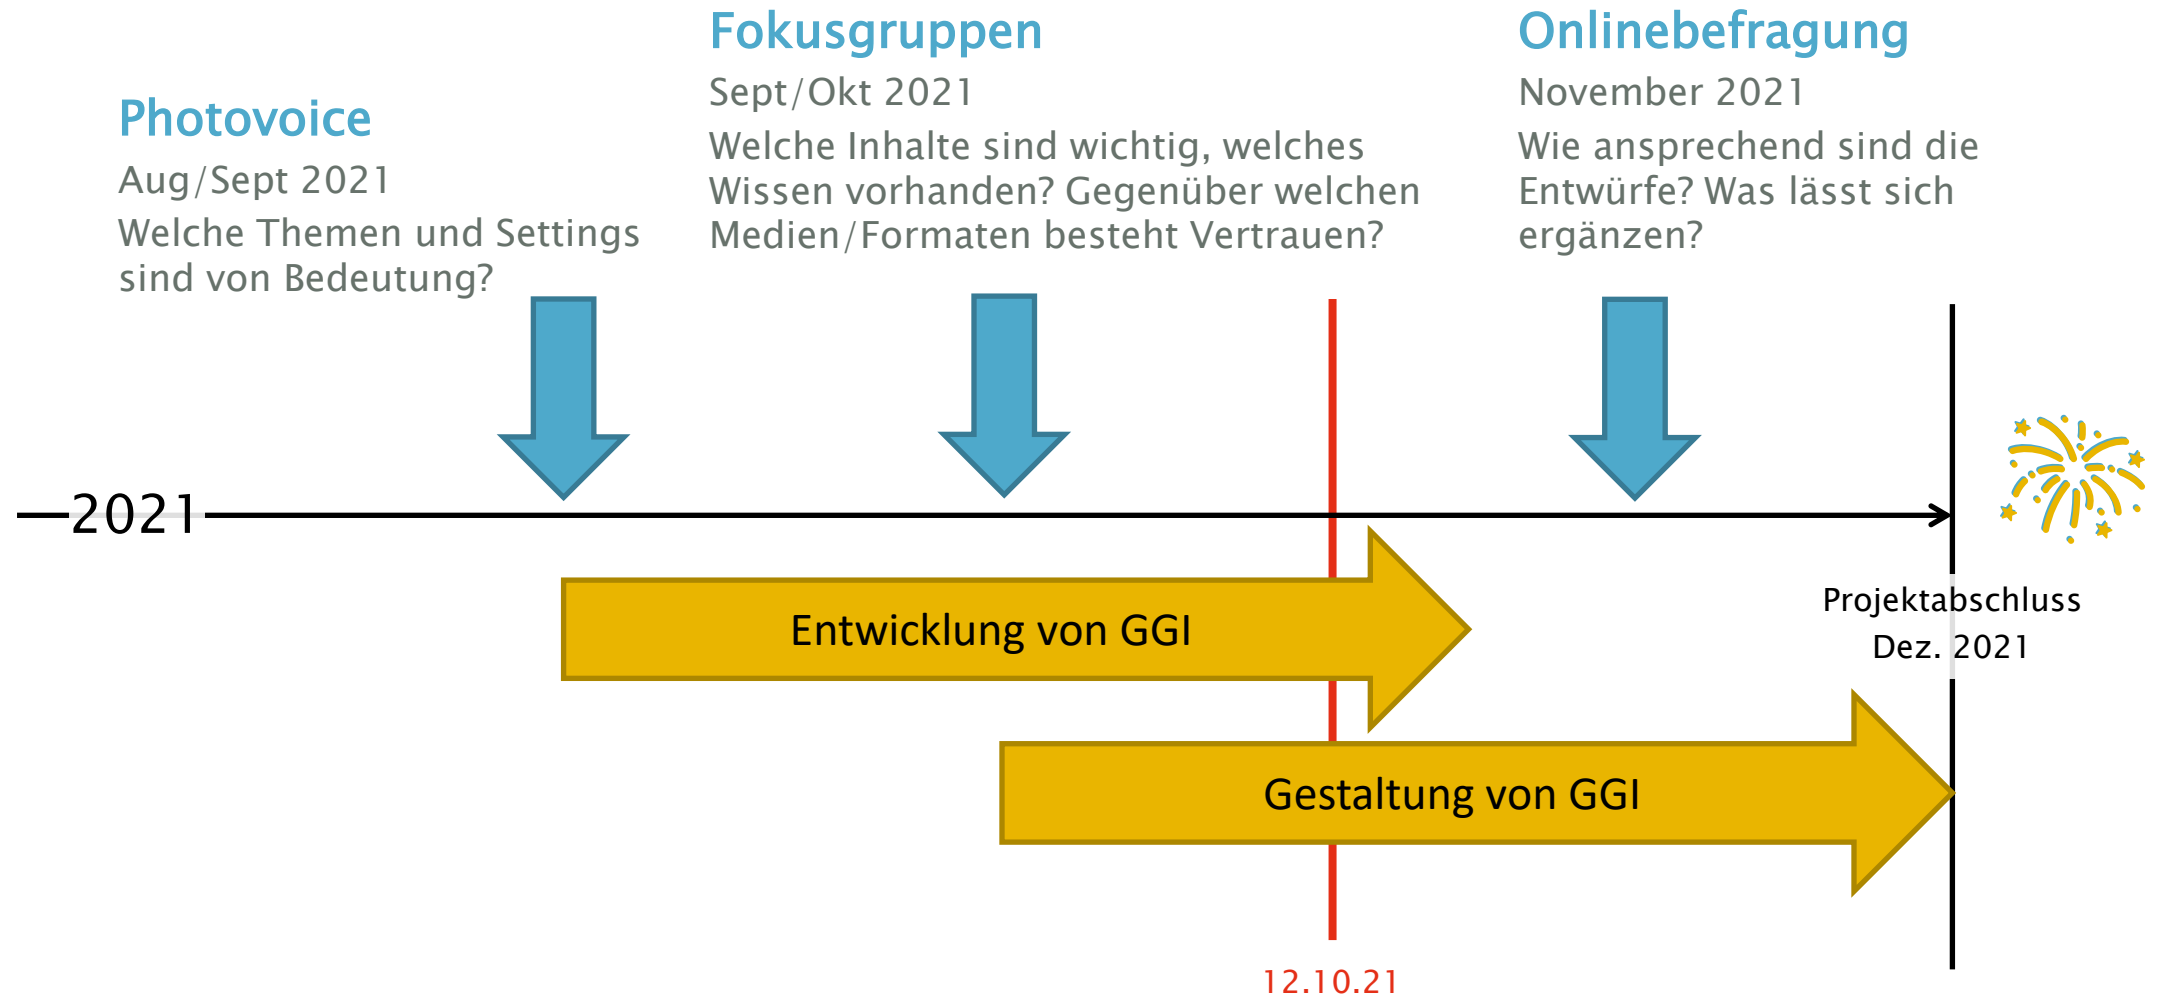 Photovoice
Aug/Sept 2021
Welche Themen und Settings
sind von Bedeutung?
Fokusgruppen
Sept/Okt 2021
Welche Inhalte sind wichtig, welches
Wissen vorhanden? Gegenüber welchen
Medien/Formaten besteht Vertrauen?
Onlinebefragung
November 2021
Wie ansprechend sind die
Entwürfe? Was lässt sich
ergänzen?
2021
Entwicklung von GGI
Projektabschluss
Dez. 2021
Gestaltung von GGI
12.10.21